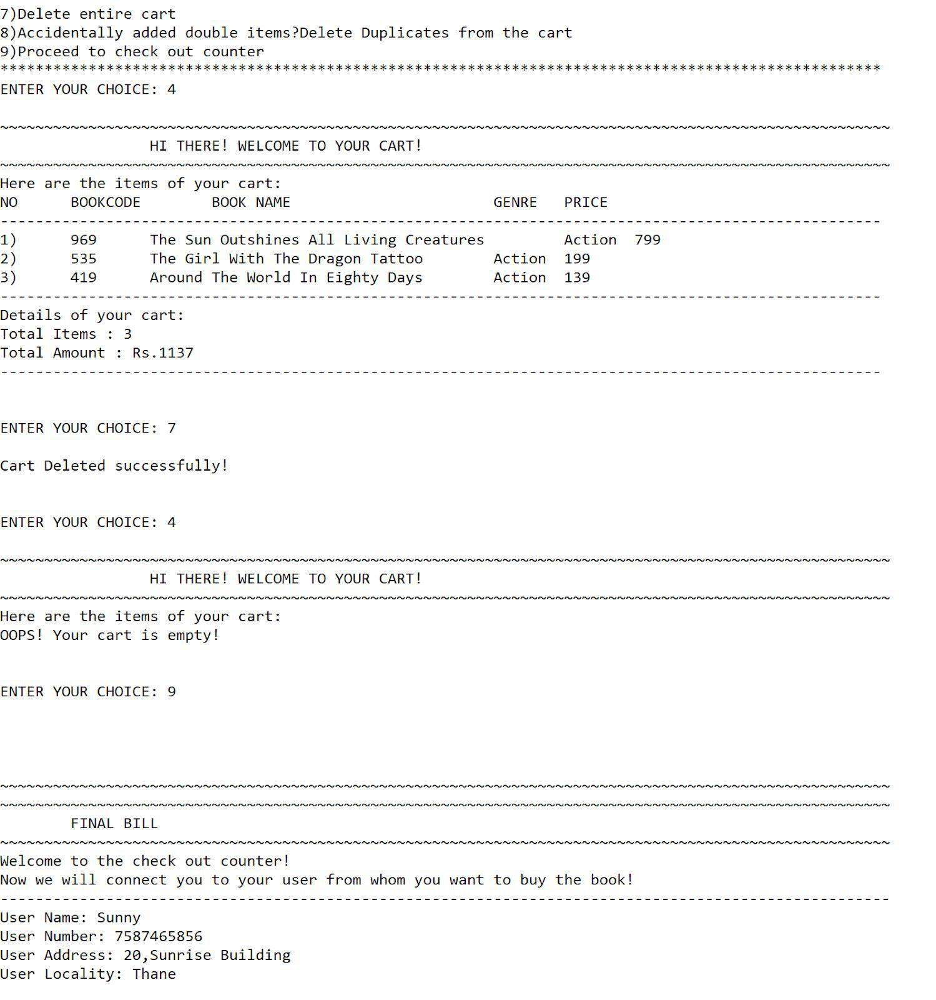 7)Delete entire cart
8)Accidentally added double items?Delete Duplicates from the cart
9)Proceed to check out counter
****************************************************************************************************
ENTER YOUR CHOICE: 4
~~~~~~~~~~~~~~~~~~~~~~~~~~~~~~~~~~~~~~~~~~~~~~~~~~~~~~~~~~~~~~~~~~~~~~~~~~~~~~~~~~~~~~~~~~~~~~~~~~~~~
HI THERE! WELCOME TO YOUR CART!
~~~~~~~~~~~~~~~~~~~~~~~~~~~~~~~~~~~~~~~~~~~~~~~~~~~~~~~~~~~~~~~~~~~~~~~~~~~~~~~~~~~~~~~~~~~~~~~~~~~~~
Here are the items of your cart:
NO BOOKCODE BOOK NAME GENRE PRICE
----------------------------------------------------------------------------------------------------
1) 969 The Sun Outshines All Living Creatures Action 799
2) 535 The Girl With The Dragon Tattoo Action 199
3) 419 Around The World In Eighty Days Action 139
----------------------------------------------------------------------------------------------------
Details of your cart:
Total Items : 3
Total Amount : Rs.1137
----------------------------------------------------------------------------------------------------
ENTER YOUR CHOICE: 7
Cart Deleted successfully!
ENTER YOUR CHOICE: 4
~~~~~~~~~~~~~~~~~~~~~~~~~~~~~~~~~~~~~~~~~~~~~~~~~~~~~~~~~~~~~~~~~~~~~~~~~~~~~~~~~~~~~~~~~~~~~~~~~~~~~
HI THERE! WELCOME TO YOUR CART!
~~~~~~~~~~~~~~~~~~~~~~~~~~~~~~~~~~~~~~~~~~~~~~~~~~~~~~~~~~~~~~~~~~~~~~~~~~~~~~~~~~~~~~~~~~~~~~~~~~~~~
Here are the items of your cart:
OOPS! Your cart is empty!
ENTER YOUR CHOICE: 9
~~~~~~~~~~~~~~~~~~~~~~~~~~~~~~~~~~~~~~~~~~~~~~~~~~~~~~~~~~~~~~~~~~~~~~~~~~~~~~~~~~~~~~~~~~~~~~~~~~~~~
~~~~~~~~~~~~~~~~~~~~~~~~~~~~~~~~~~~~~~~~~~~~~~~~~~~~~~~~~~~~~~~~~~~~~~~~~~~~~~~~~~~~~~~~~~~~~~~~~~~~~
FINAL BILL
~~~~~~~~~~~~~~~~~~~~~~~~~~~~~~~~~~~~~~~~~~~~~~~~~~~~~~~~~~~~~~~~~~~~~~~~~~~~~~~~~~~~~~~~~~~~~~~~~~~~~
Welcome to the check out counter!
Now we will connect you to your user from whom you want to buy the book!
-----------------------------------------------------------------------------------------------------
User Name: Sunny
User Number: 7587465856
User Address: 20,Sunrise Building
User Locality: Thane